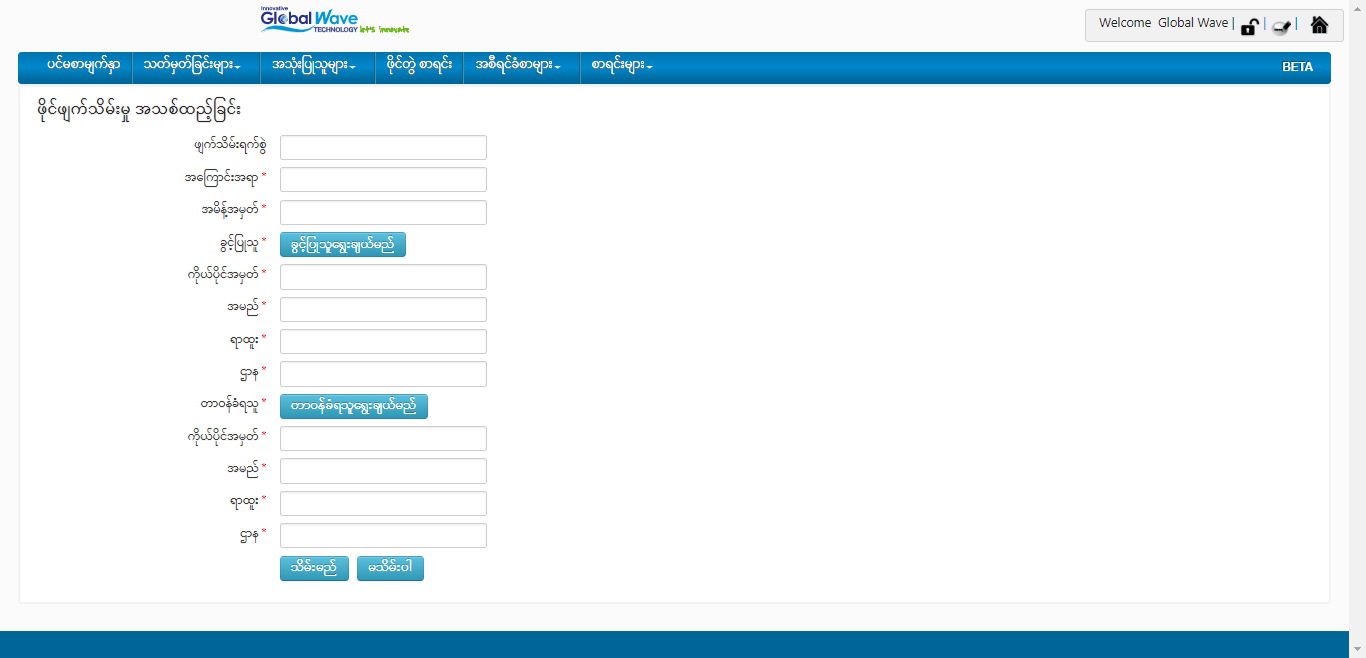 Innovative
Global Wave
TECHNOLOGY let's innovate
Welcome Global Wave | | |
ပင်မစာမျက်နှာ သတ်မှတ်ခြင်းများ အသုံးပြုသူများ ဖိုင်တွဲ စာရင်း အစီရင်ခံစာများ စာရင်းများ BETA
ဖိုင်ဖျက်သိမ်းမှု အသစ်ထည့်ခြင်း
ဖျက်သိမ်းရက်စွဲ
အကြောင်းအရာ *
အမိန့်အမှတ် *
ခွင့်ပြုသူ * ခွင့်ပြုသူရွေးချယ်မည်
ကိုယ်ပိုင်အမှတ် *
အမည် *
ရာထူး *
ဌာန *
တာဝန်ခံရသူ * တာဝန်ခံရသူရွေးချယ်မည်
ကိုယ်ပိုင်အမှတ် *
အမည် *
ရာထူး *
ဌာန *
သိမ်းမည် မသိမ်းပါ